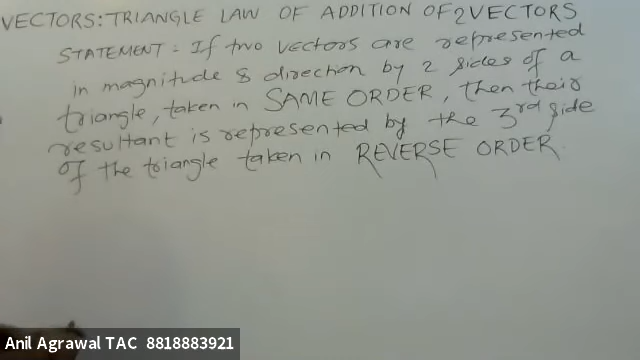 VECTORS: TRIANGLE LAW OF ADDITION OF 2 VECTORS
STATEMENT: If two vectors are represented
in magnitude & direction by 2 sides of a
triangle, taken in SAME ORDER, then their
resultant is represented by the 3rd side
of the triangle taken in REVERSE ORDER.
Anil Agrawal TAC 8818883921